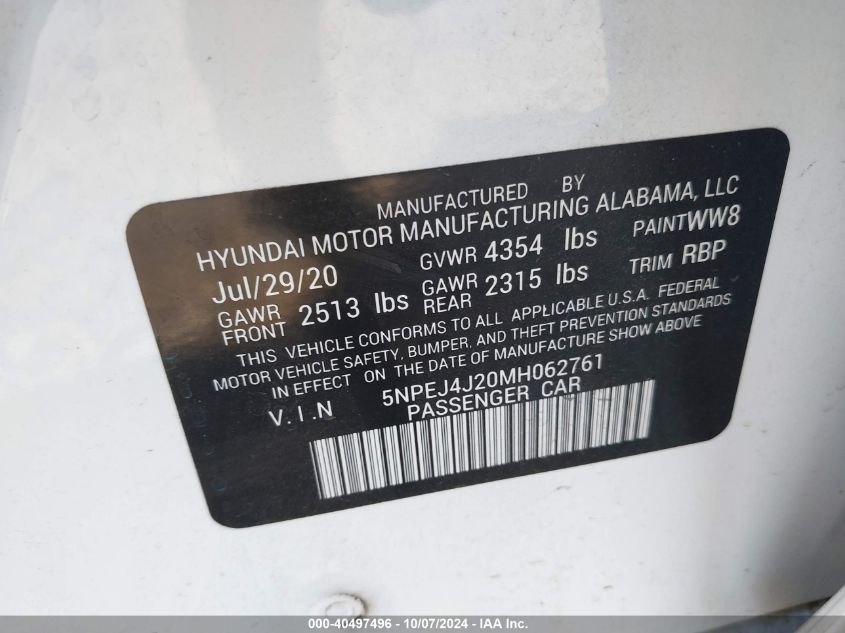 MANUFACTURED BY
HYUNDAI MOTOR MANUFACTURING ALABAMA, LLC
Jul/29/20 GVWR 4354 lbs PAINT WW8
GAWR FRONT 2513 lbs GAWR REAR 2315 lbs TRIM RBP
THIS VEHICLE CONFORMS TO ALL APPLICABLE U.S.A. FEDERAL
MOTOR VEHICLE SAFETY, BUMPER, AND THEFT PREVENTION STANDARDS
IN EFFECT ON THE DATE OF MANUFACTURE SHOW ABOVE
V.I.N 5NPEJ4J20MH062761
PASSENGER CAR
000-40497496 - 10/07/2024 - IAA Inc.